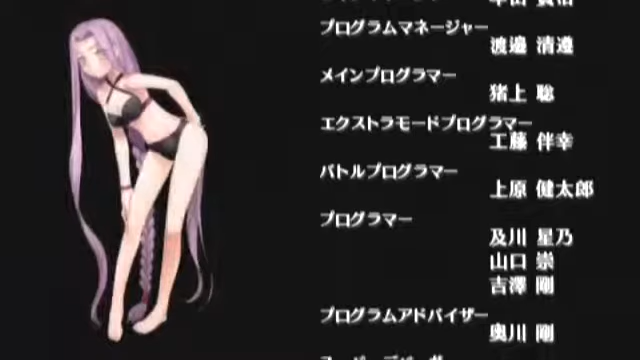 プログラムマネージャー
渡邉 清遵
メインプログラマー
猪上 聡
エクストラモードプログラマー
工藤 伴幸
バトルプログラマー
上原 健太郎
プログラマー
及川 星乃
山口 崇
吉澤 剛
プログラムアドバイザー
奥川 剛